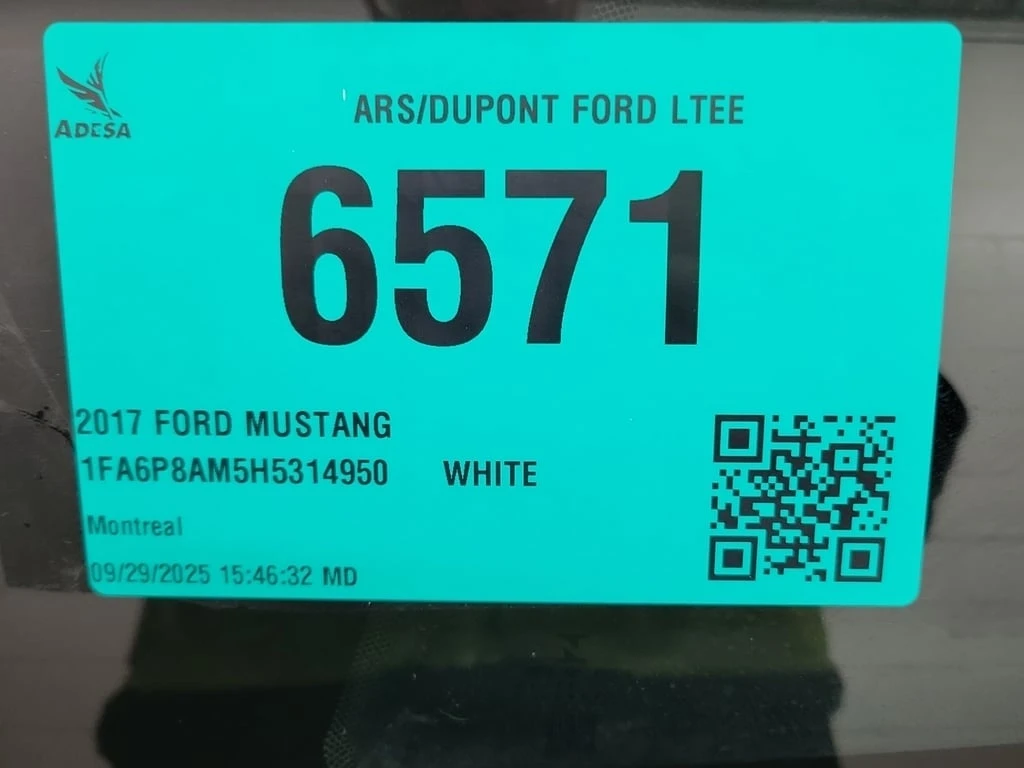 ADESA
ARS/DUPONT FORD LTEE
6571
2017 FORD MUSTANG
1FA6P8AM5H5314950 WHITE
Montreal
09/29/2025 15:46:32 MD